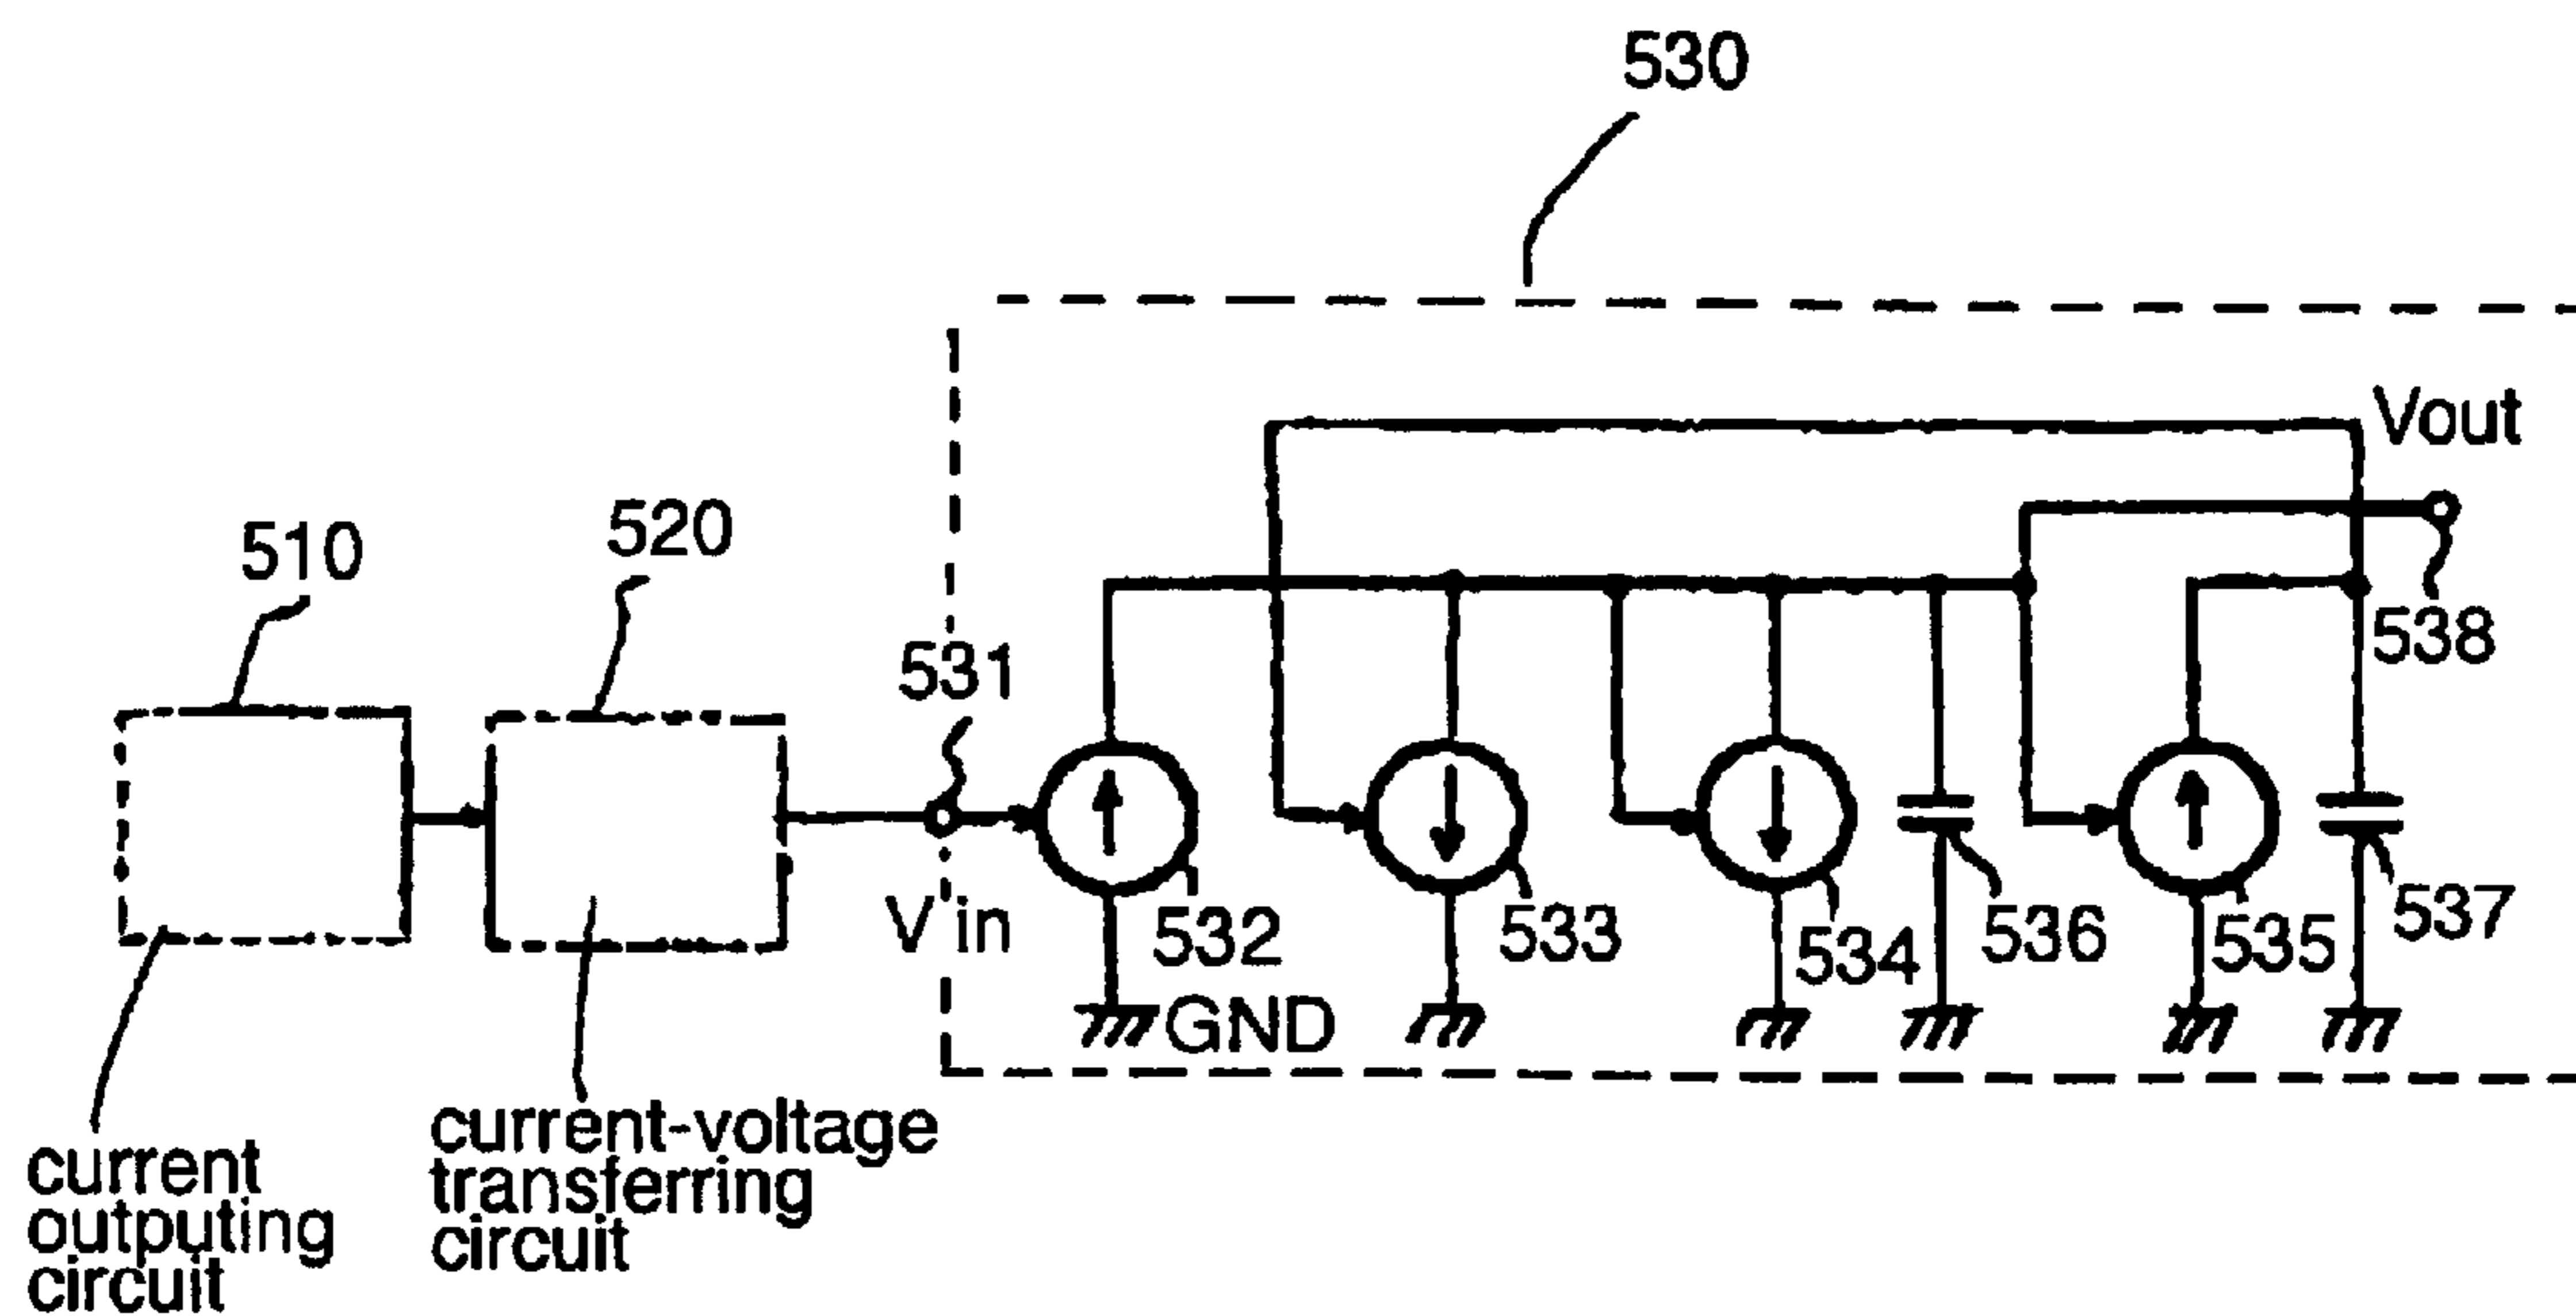 530
Vout
510
520
538
531
V'in
532
533
534
536
535
537
GND
current
outputing
circuit
current-voltage
transferring
circuit